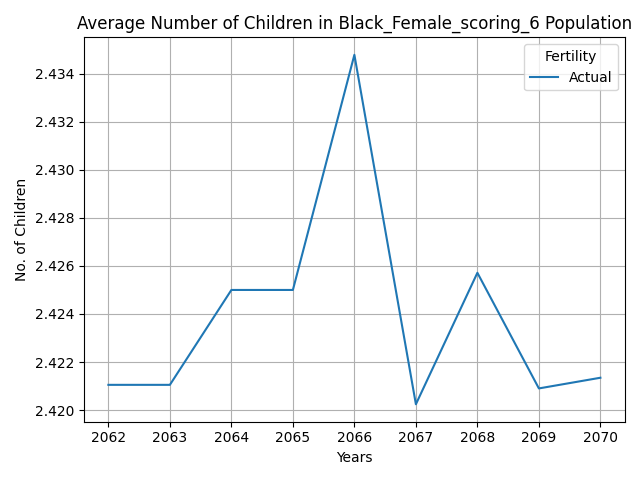 Average Number of Children in Black_Female_scoring_6 Population
Fertility
Actual
No. of Children
2.434
2.432
2.430
2.428
2.426
2.424
2.422
2.420
2062 2063 2064 2065 2066 2067 2068 2069 2070
Years